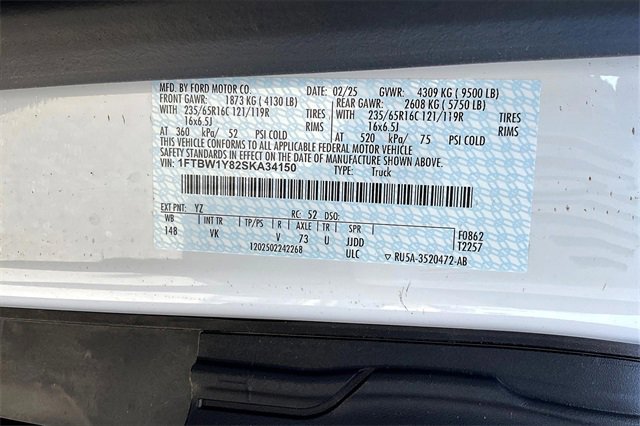 MFD. BY FORD MOTOR CO. DATE: 02/25 GVWR: 4309 KG ( 9500 LB)
FRONT GAWR: 1873 KG ( 4130 LB) REAR GAWR: 2608 KG ( 5750 LB)
WITH 235/65R16C 121/119R TIRES WITH 235/65R16C 121/119R TIRES
16x6.5J RIMS 16x6.5J RIMS
AT 360 kPa/ 52 PSI COLD AT 520 kPa/ 75 PSI COLD
THIS VEHICLE CONFORMS TO ALL APPLICABLE FEDERAL MOTOR VEHICLE
SAFETY STANDARDS IN EFFECT ON THE DATE OF MANUFACTURE SHOWN ABOVE.
VIN: 1FTBW1Y82SKA34150 TYPE: Truck
EXT PNT: YZ RC: 52 DSO:
WB INT TR TP/PS R AXLE TR SPR F0862
148 VK V 73 U JJDD T2257
1202502242268 ULC ▽ RU5A-3520472-AB